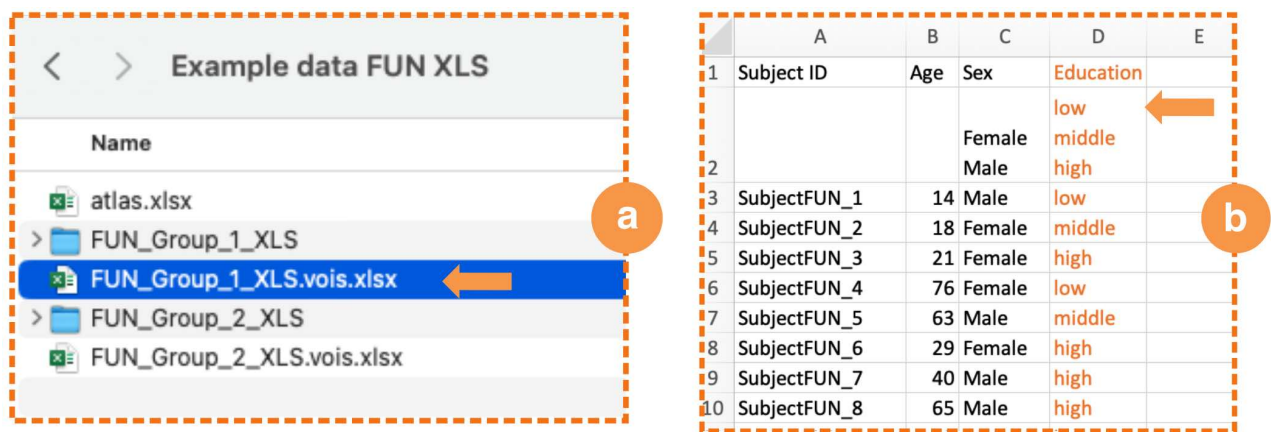 Example data FUN XLS
Name
atlas.xlsx
FUN_Group_1_XLS
FUN_Group_1_XLS.vois.xlsx
FUN_Group_2_XLS
FUN_Group_2_XLS.vois.xlsx
a
A B C D E
1 Subject ID Age Sex Education
low
Female middle
2 Male high
3 SubjectFUN_1 14 Male low
4 SubjectFUN_2 18 Female middle
5 SubjectFUN_3 21 Female high
6 SubjectFUN_4 76 Female low
7 SubjectFUN_5 63 Male middle
8 SubjectFUN_6 29 Female high
9 SubjectFUN_7 40 Male high
10 SubjectFUN_8 65 Male high
b